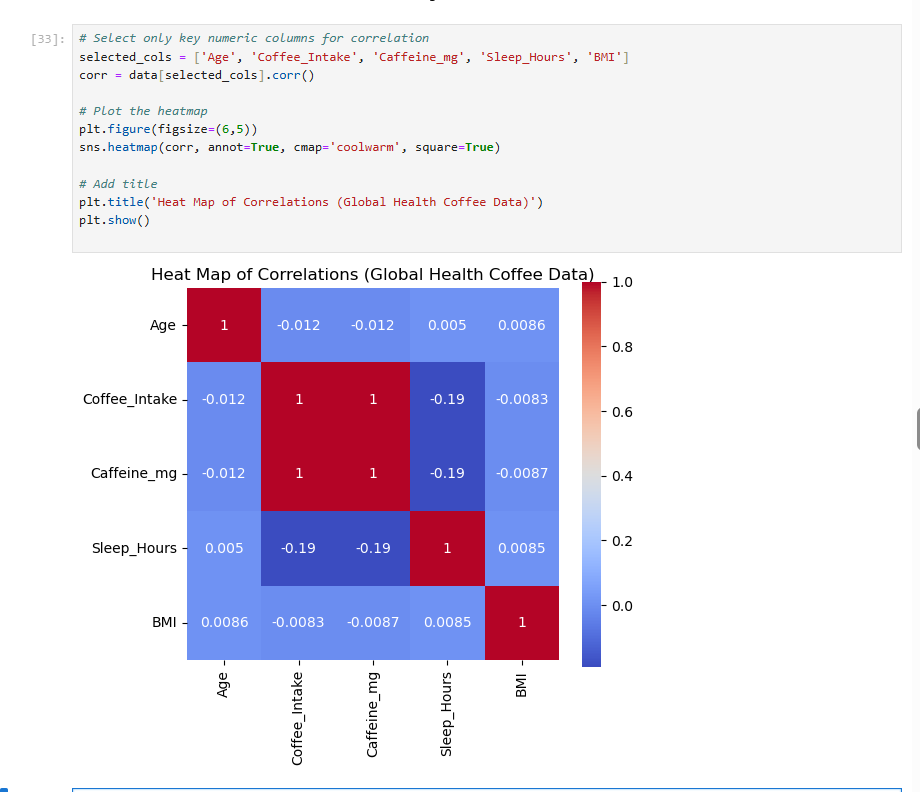 [33]:
# Select only key numeric columns for correlation
selected_cols = ['Age', 'Coffee_Intake', 'Caffeine_mg', 'Sleep_Hours', 'BMI']
corr = data[selected_cols].corr()
# Plot the heatmap
plt.figure(figsize=(6,5))
sns.heatmap(corr, annot=True, cmap='coolwarm', square=True)
# Add title
plt.title('Heat Map of Correlations (Global Health Coffee Data)')
plt.show()
Heat Map of Correlations (Global Health Coffee Data)
Age 1 -0.012 -0.012 0.005 0.0086
Coffee_Intake -0.012 1 1 -0.19 -0.0083
Caffeine_mg -0.012 1 1 -0.19 -0.0087
Sleep_Hours 0.005 -0.19 -0.19 1 0.0085
BMI 0.0086 -0.0083 -0.0087 0.0085 1
Age
Coffee_Intake
Caffeine_mg
Sleep_Hours
BMI
1.0
0.8
0.6
0.4
0.2
0.0